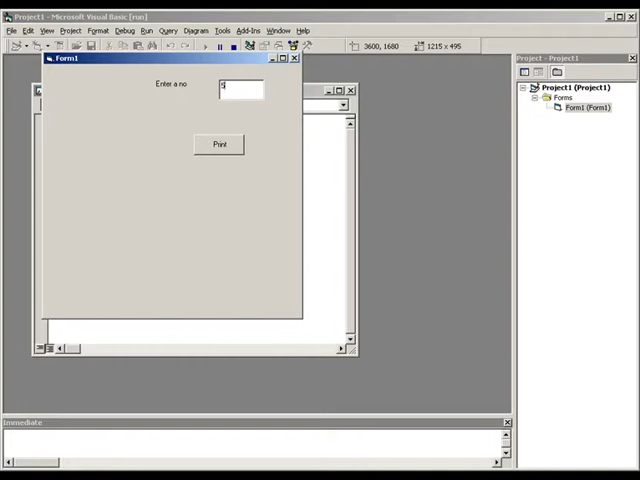 Project1 - Microsoft Visual Basic [run]
File Edit View Project Format Debug Run Query Diagram Tools Add-Ins Window Help
3600, 1680 1215 x 495
Form1
Enter a no 5
Print
Project - Project1
Project1 (Project1)
Forms
Form1 (Form1)
Immediate